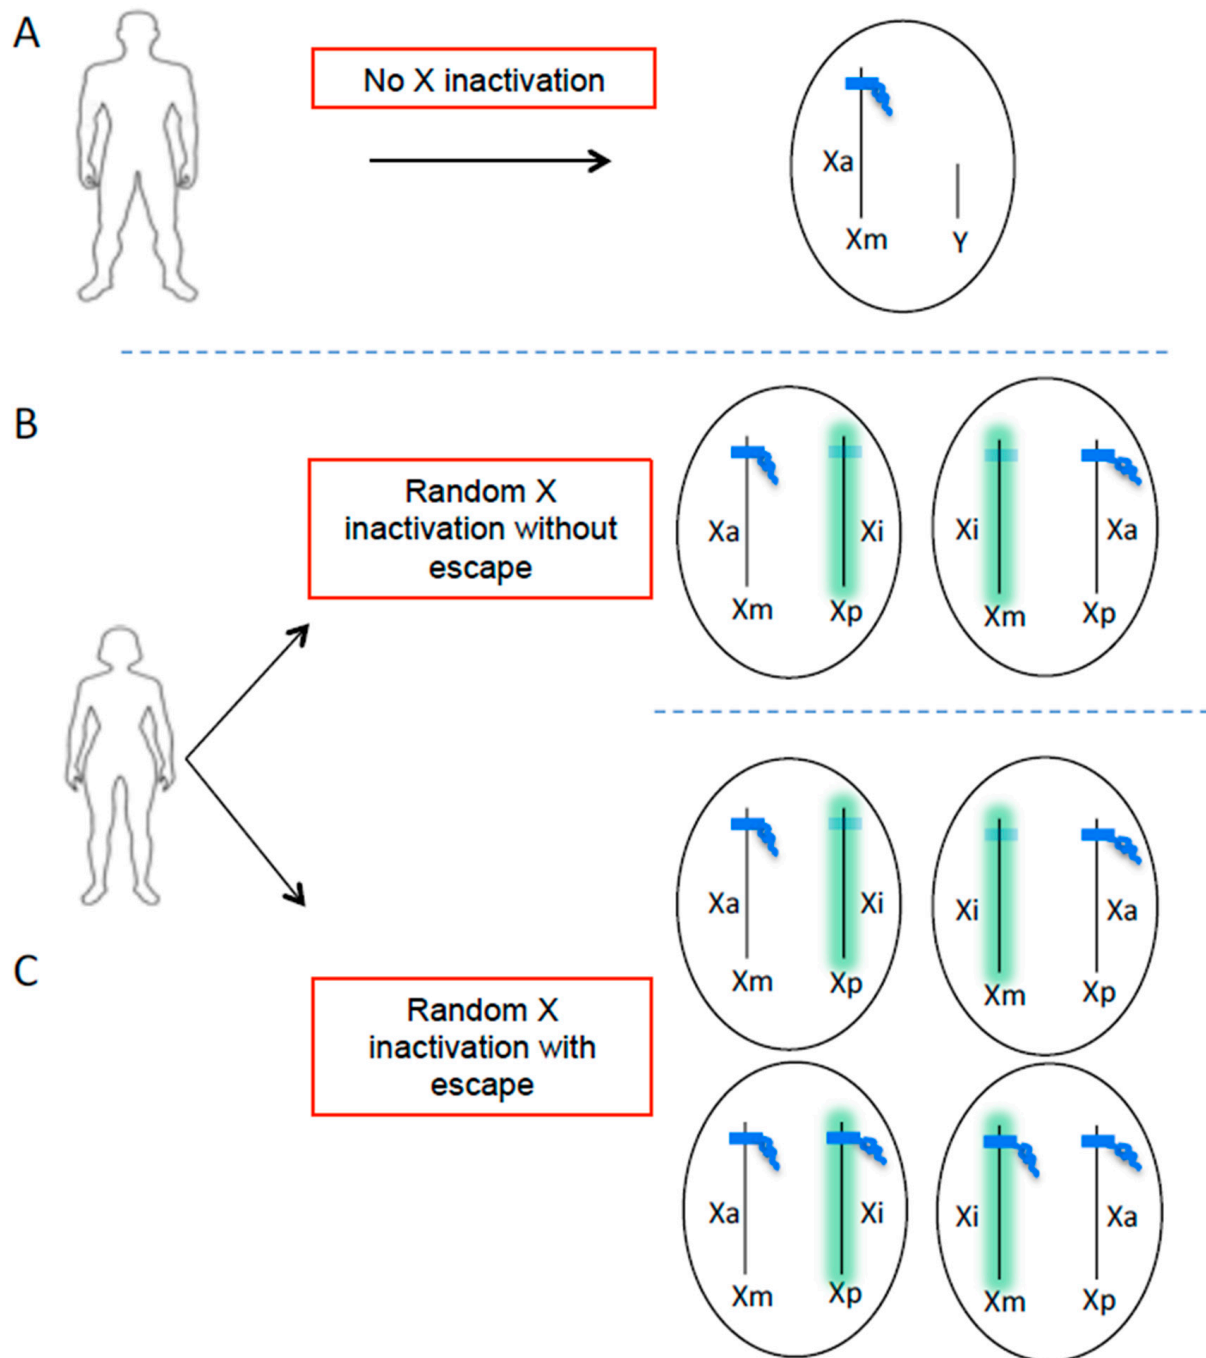 A
No X inactivation
Xa
Xm
Y
B
Random X
inactivation without
escape
Xa
Xi
Xm
Xp
Xi
Xa
Xm
Xp
C
Random X
inactivation with
escape
Xa
Xi
Xm
Xp
Xi
Xa
Xm
Xp
Xa
Xi
Xm
Xp
Xi
Xa
Xm
Xp